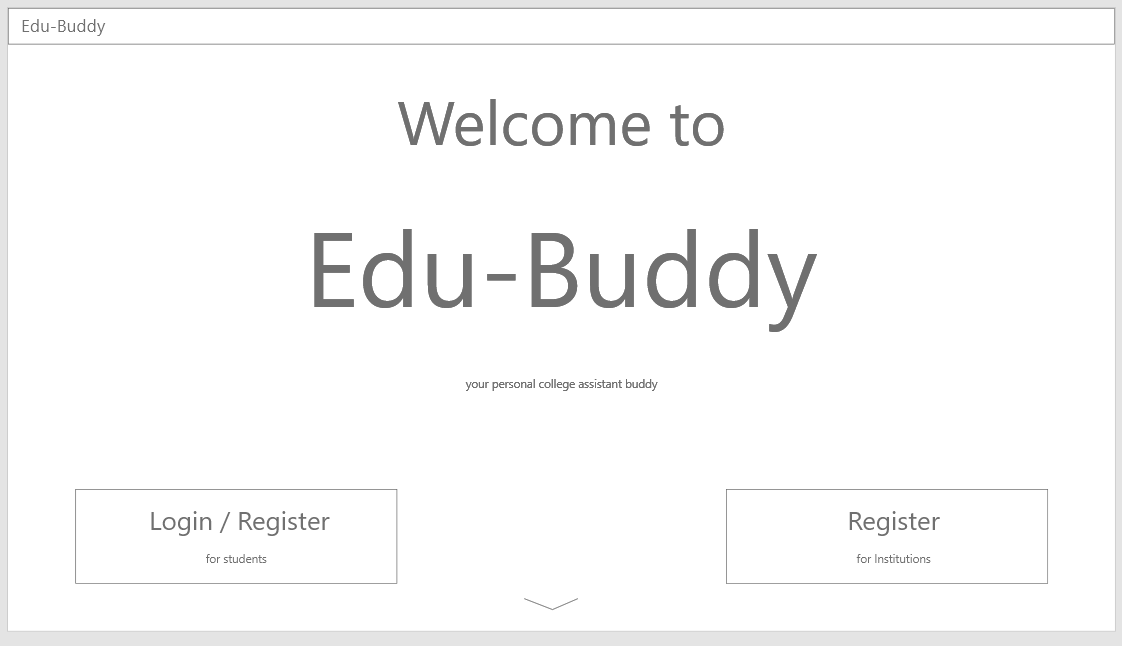 Edu-Buddy
Welcome to
Edu-Buddy
your personal college assistant buddy
Login / Register
for students
Register
for Institutions